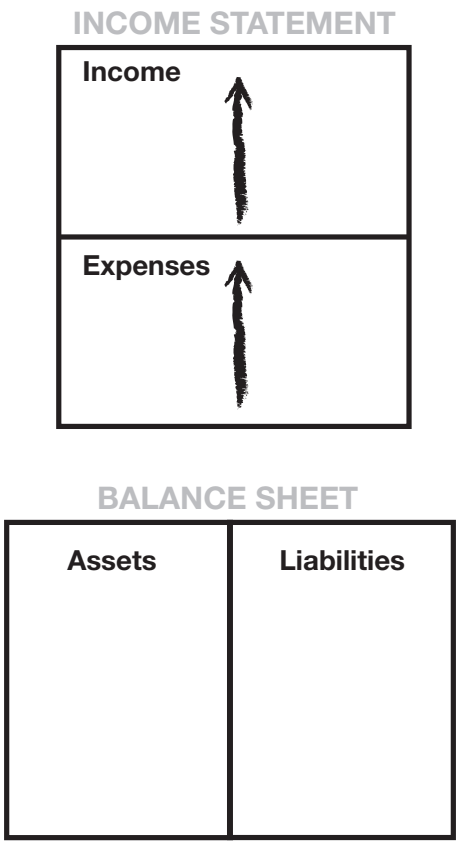 INCOME STATEMENT
Income
Expenses
BALANCE SHEET
Assets
Liabilities